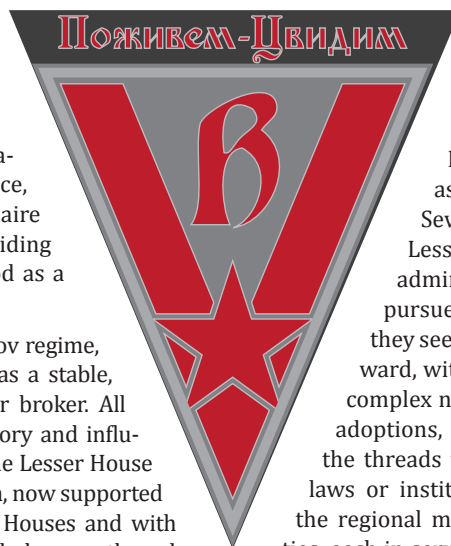 Поживем-Цвидим
В
a-
ce,
aire
iding
od as a
ov regime,
as a stable,
r broker. All
ory and influ-
e Lesser House
, now supported
Houses and with
as
Sev
Less
admin
pursue
they see
ward, wit
complex n
adoptions,
the threads
laws or instit
the regional m